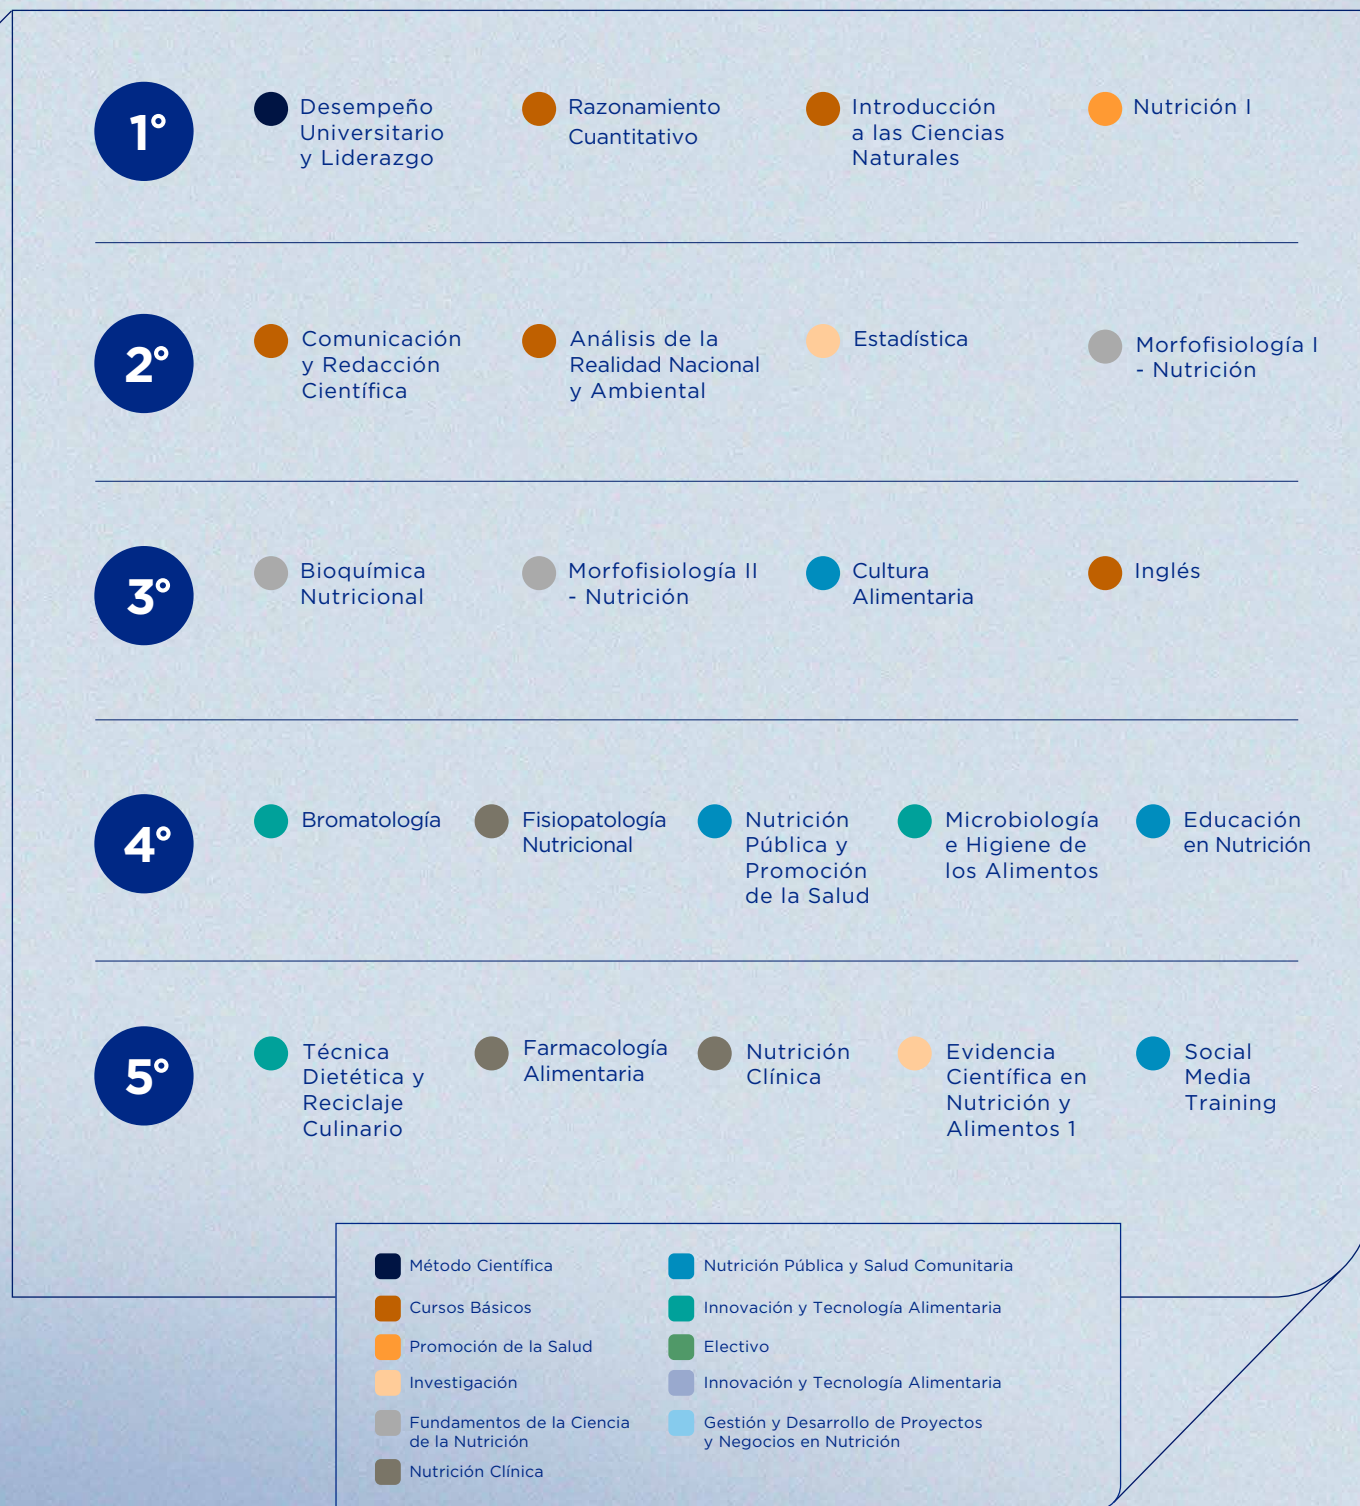 1°
Desempeño
Universitario
y Liderazgo
Razonamiento
Cuantitativo
Introducción
a las Ciencias
Naturales
Nutrición I
2°
Comunicación
y Redacción
Científica
Análisis de la
Realidad Nacional
y Ambiental
Estadística
Morfofisiología I
- Nutrición
3°
Bioquímica
Nutricional
Morfofisiología II
- Nutrición
Cultura
Alimentaria
Inglés
4°
Bromatología
Fisiopatología
Nutricional
Nutrición
Pública y
Promoción
de la Salud
Microbiología
e Higiene de
los Alimentos
Educación
en Nutrición
5°
Técnica
Dietética y
Reciclaje
Culinario
Farmacología
Alimentaria
Nutrición
Clínica
Evidencia
Científica en
Nutrición y
Alimentos 1
Social
Media
Training
Método Científica
Cursos Básicos
Promoción de la Salud
Investigación
Fundamentos de la Ciencia
de la Nutrición
Nutrición Clínica
Nutrición Pública y Salud Comunitaria
Innovación y Tecnología Alimentaria
Electivo
Innovación y Tecnología Alimentaria
Gestión y Desarrollo de Proyectos
y Negocios en Nutrición